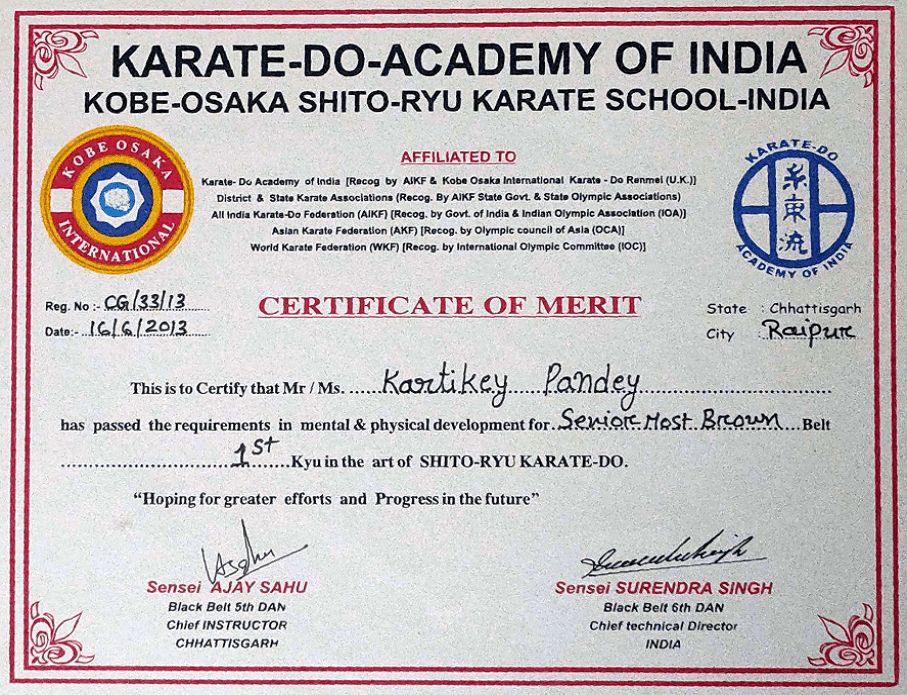 KARATE-DO-ACADEMY OF INDIA
KOBE-OSAKA SHITO-RYU KARATE SCHOOL-INDIA
KOBE OSAKA
INTERNATIONAL
AFFILIATED TO
Karate- Do Academy of India [Recog by AIKF & Kobe Osaka International Karate - Do Renmei (U.K.)]
District & State Karate Associations (Recog. By AIKF State Govt. & State Olympic Associations)
All India Karate-Do Federation (AIKF) [Recog. by Govt. of India & Indian Olympic Association (IOA)]
Asian Karate Federation (AKF) [Recog. by Olympic council of Asia (OCA)]
World Karate Federation (WKF) [Recog. by International Olympic Committee (IOC)]
KARATE-DO
糸
東
流
ACADEMY OF INDIA
Reg. No :- CG/33/13
Date:- 16/6/2013
CERTIFICATE OF MERIT
State : Chhattisgarh
City : Raipur
This is to Certify that Mr / Ms. Kartikey Pandey
has passed the requirements in mental & physical development for Senior Most Brown Belt
1st Kyu in the art of SHITO-RYU KARATE-DO.
“Hoping for greater efforts and Progress in the future”
Sensei AJAY SAHU
Black Belt 5th DAN
Chief INSTRUCTOR
CHHATTISGARH
Sensei SURENDRA SINGH
Black Belt 6th DAN
Chief technical Director
INDIA